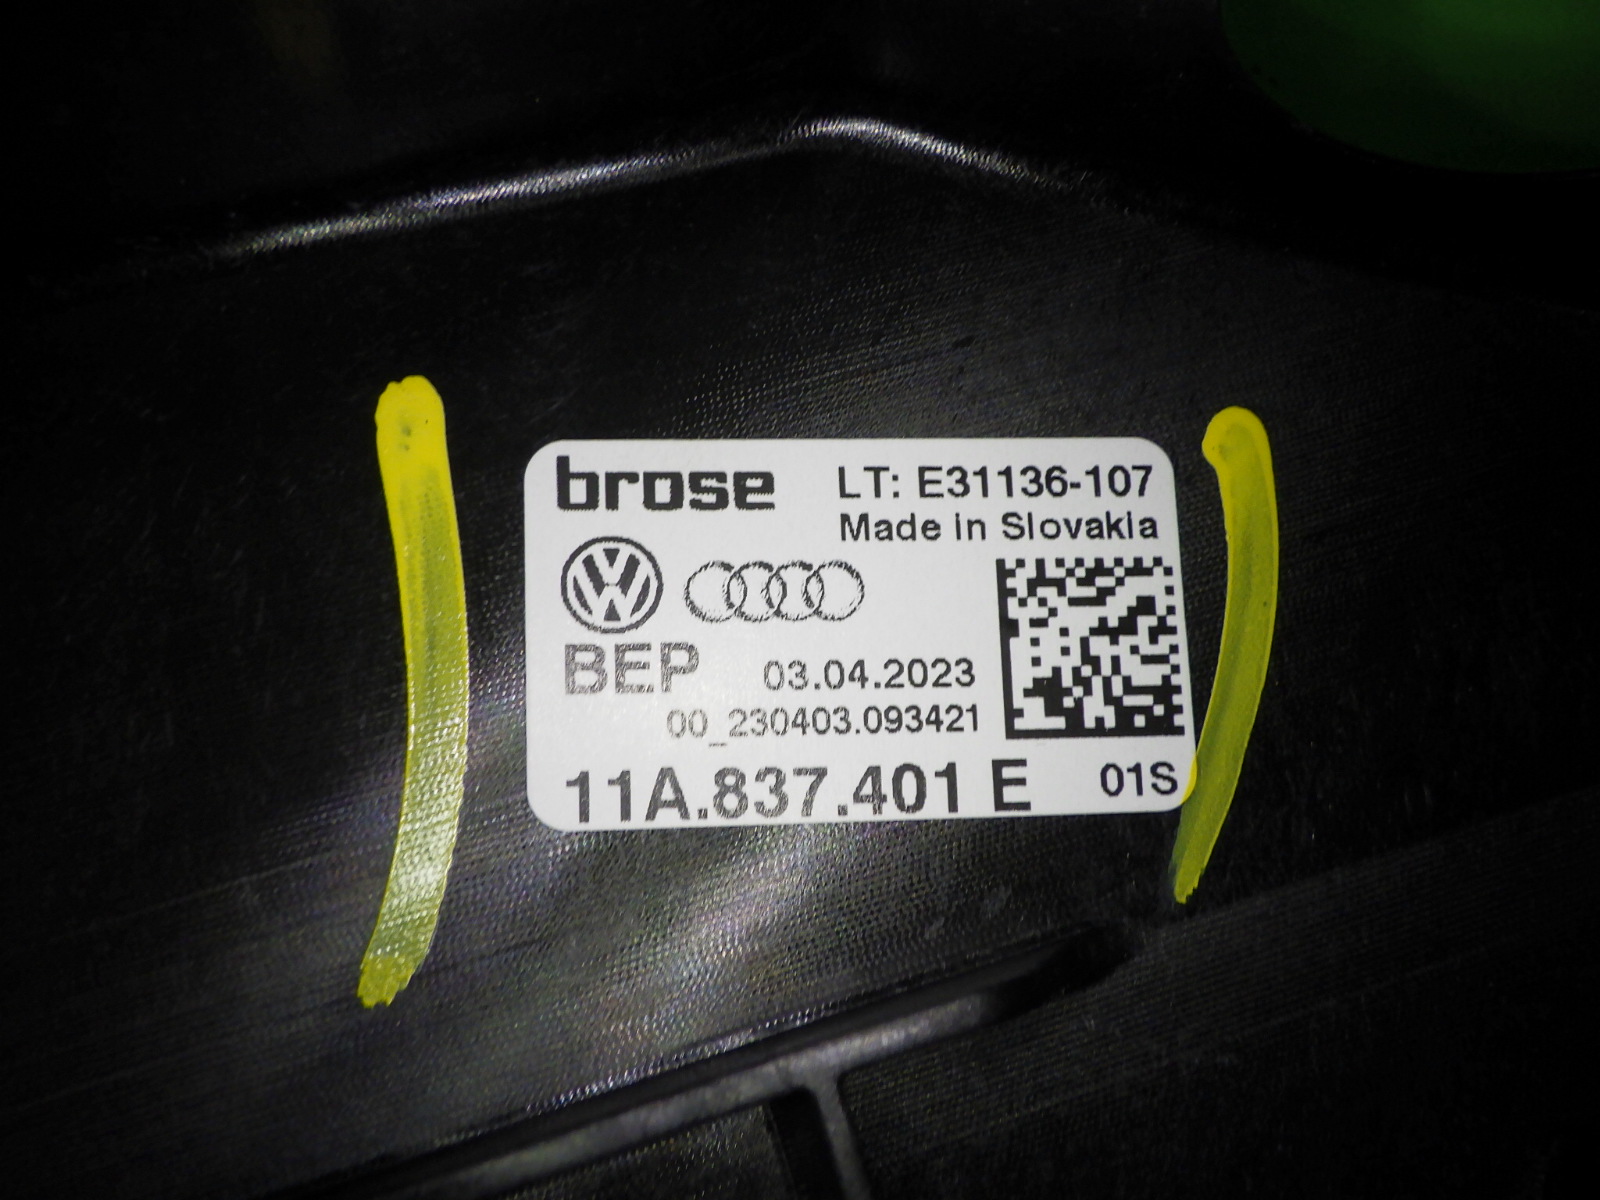 brose
LT: E31136-107
Made in Slovakia
BEP
03.04.2023
00_230403.093421
11A.837.401 E
01S